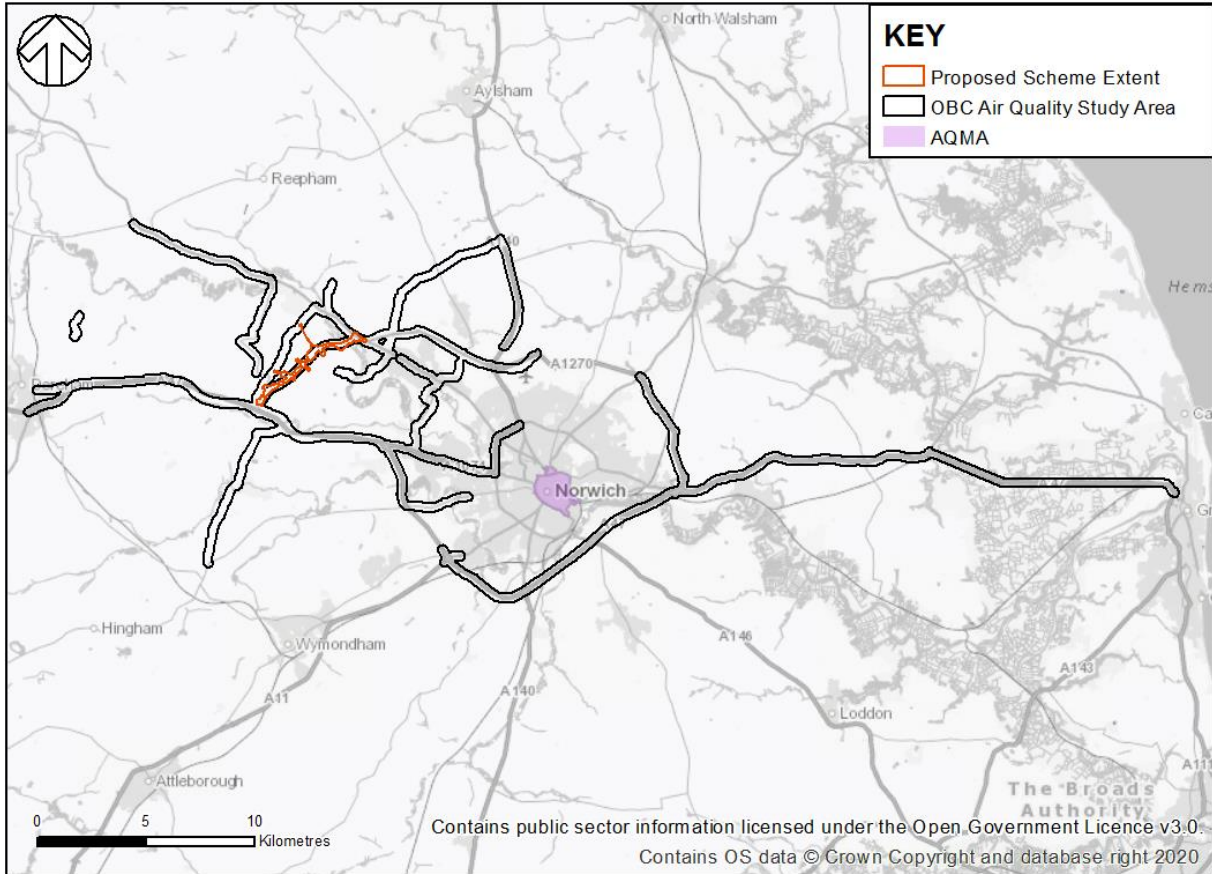 North Walsham
KEY
Proposed Scheme Extent
OBC Air Quality Study Area
AQMA
Aylsham
Reepham
A1270
Norwich
Hingham
Wymondham
A11
A140
A146
A143
Loddon
Attleborough
The Broads
Authority
0 5 10
Kilometres
Contains public sector information licensed under the Open Government Licence v3.0.
Contains OS data © Crown Copyright and database right 2020